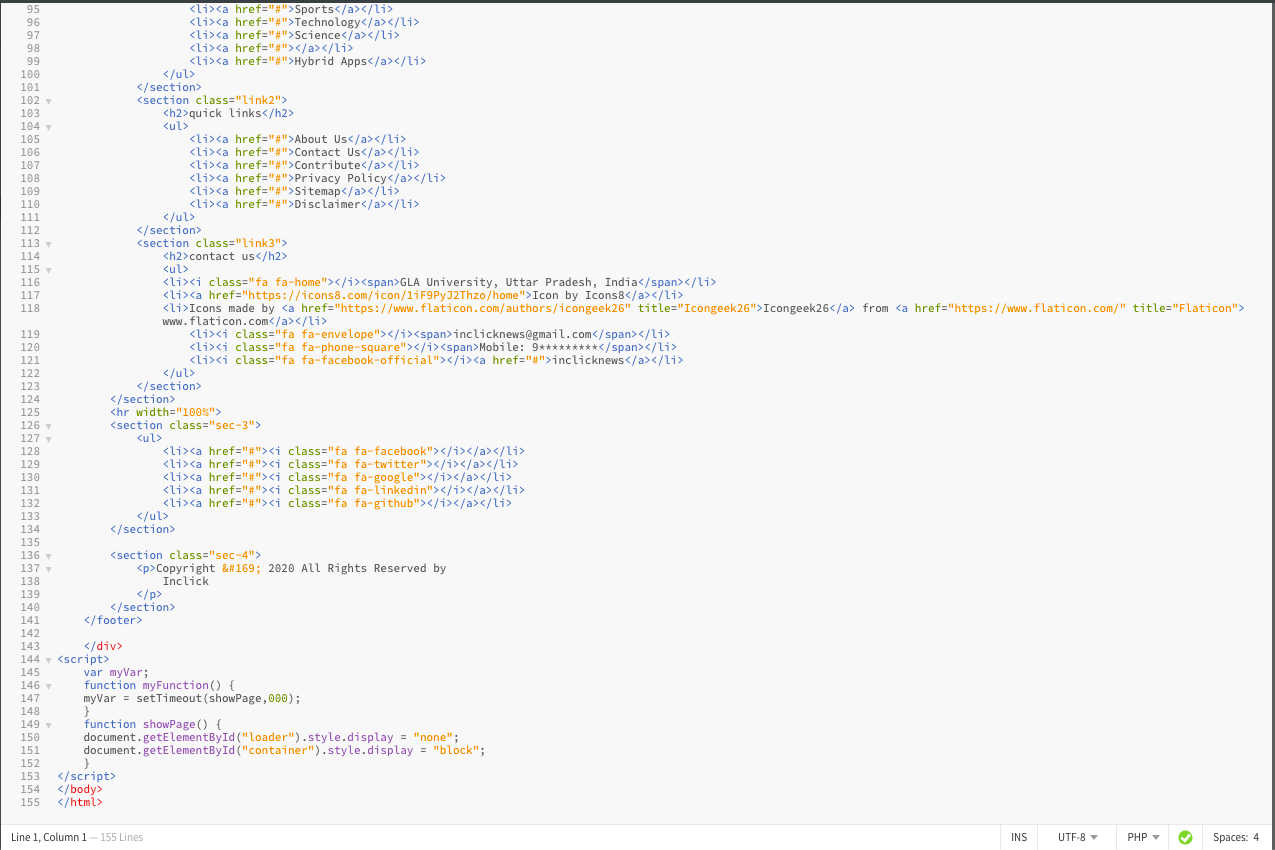 95 <li><a href="#">Sports</a></li>
96 <li><a href="#">Technology</a></li>
97 <li><a href="#">Science</a></li>
98 <li><a href="#"></a></li>
99 <li><a href="#">Hybrid Apps</a></li>
100 </ul>
101 </section>
102 <section class="link2">
103 <h2>quick links</h2>
104 <ul>
105 <li><a href="#">About Us</a></li>
106 <li><a href="#">Contact Us</a></li>
107 <li><a href="#">Contribute</a></li>
108 <li><a href="#">Privacy Policy</a></li>
109 <li><a href="#">Sitemap</a></li>
110 <li><a href="#">Disclaimer</a></li>
111 </ul>
112 </section>
113 <section class="link3">
114 <h2>contact us</h2>
115 <ul>
116 <li><i class="fa fa-home"></i><span>GLA University, Uttar Pradesh, India</span></li>
117 <li><a href="https://icons8.com/icon/1iF9PyJ2Thzo/home">Icon by Icons8</a></li>
118 <li>Icons made by <a href="https://www.flaticon.com/authors/icongeek26" title="Icongeek26">Icongeek26</a> from <a href="https://www.flaticon.com/" title="Flaticon">
www.flaticon.com</a></li>
119 <li><i class="fa fa-envelope"></i><span>inclicknews@gmail.com</span></li>
120 <li><i class="fa fa-phone-square"></i><span>Mobile: 9*********</span></li>
121 <li><i class="fa fa-facebook-official"></i><a href="#">inclicknews</a></li>
122 </ul>
123 </section>
124 </section>
125 <hr width="100%">
126 <section class="sec-3">
127 <ul>
128 <li><a href="#"><i class="fa fa-facebook"></i></a></li>
129 <li><a href="#"><i class="fa fa-twitter"></i></a></li>
130 <li><a href="#"><i class="fa fa-google"></i></a></li>
131 <li><a href="#"><i class="fa fa-linkedin"></i></a></li>
132 <li><a href="#"><i class="fa fa-github"></i></a></li>
133 </ul>
134 </section>
135
136 <section class="sec-4">
137 <p>Copyright &#169; 2020 All Rights Reserved by
138 Inclick
139 </p>
140 </section>
141 </footer>
142
143 </div>
144 <script>
145 var myVar;
146 function myFunction() {
147 myVar = setTimeout(showPage,000);
148 }
149 function showPage() {
150 document.getElementById("loader").style.display = "none";
151 document.getElementById("container").style.display = "block";
152 }
153 </script>
154 </body>
155 </html>
Line 1, Column 1 — 155 Lines INS UTF-8 PHP Spaces: 4